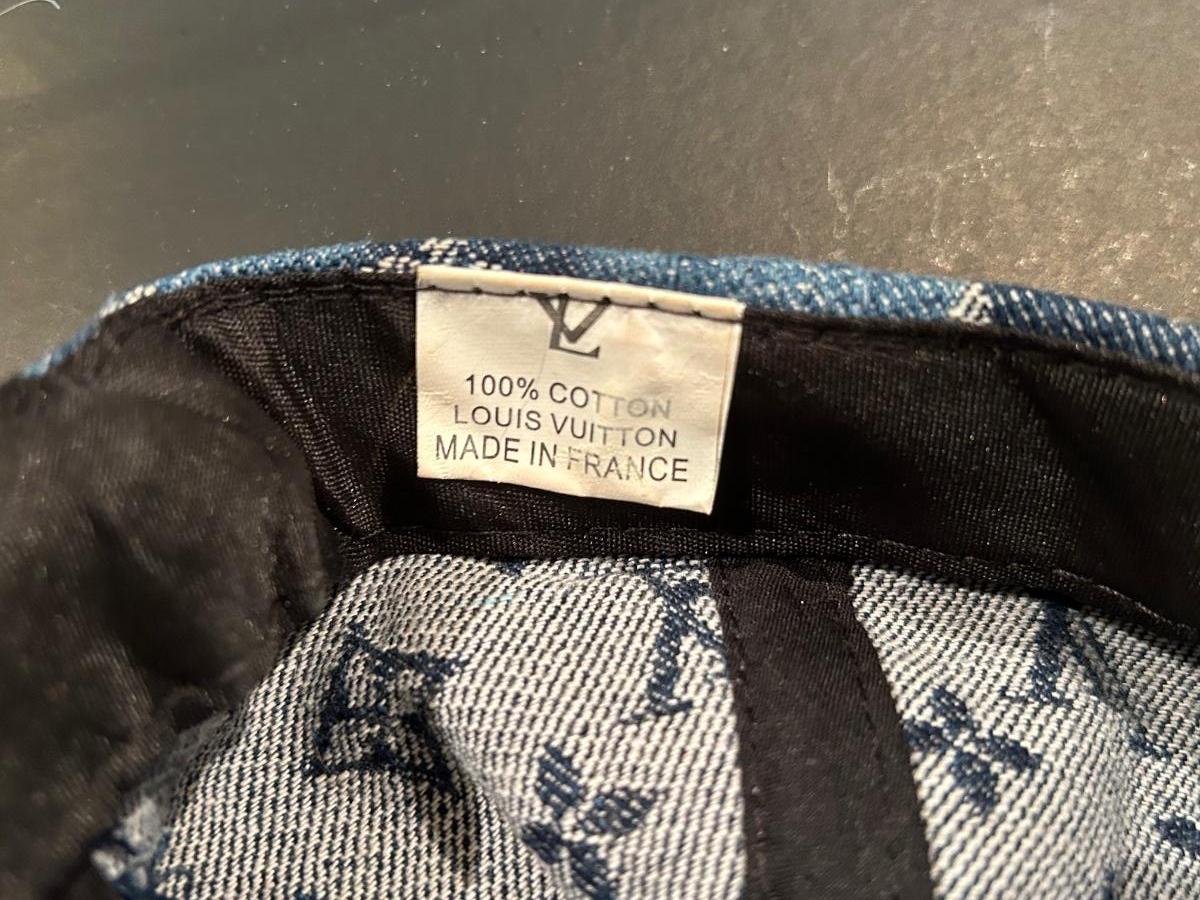 LV
100% COTTON
LOUIS VUITTON
MADE IN FRANCE